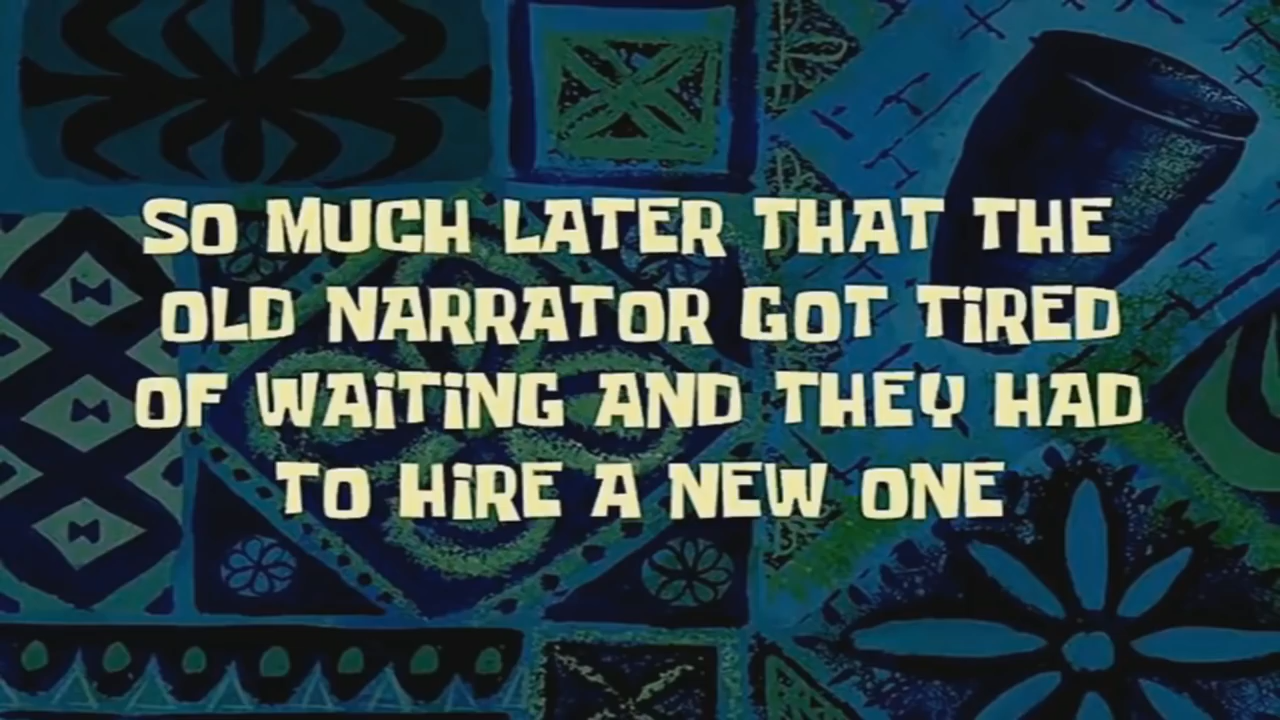 SO MUCH LATER THAT THE
OLD NARRATOR GOT TiRED
OF WAiTiNG AND THEY HAD
TO HiRE A NEW ONE